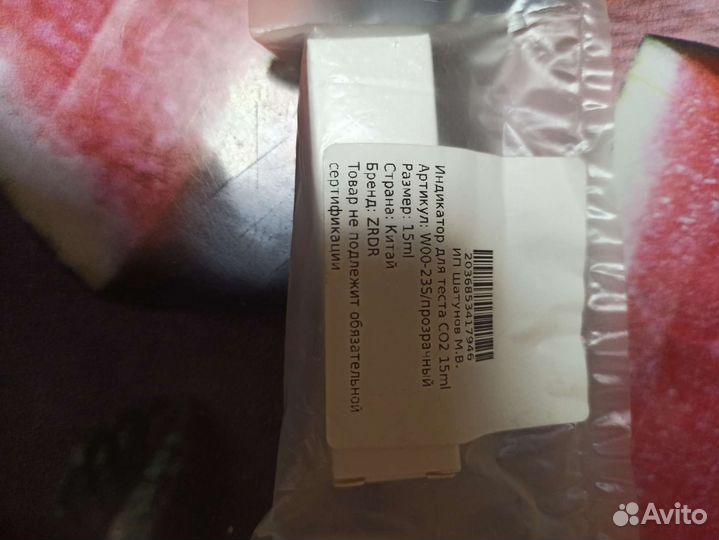 2036853417946
ИП Шатунов М.В.
Индикатор для теста CO2 15ml
Артикул: W00-235/прозрачный
Размер: 15ml
Страна: Китай
Бренд: ZRDR
Товар не подлежит обязательной
сертификации
Avito